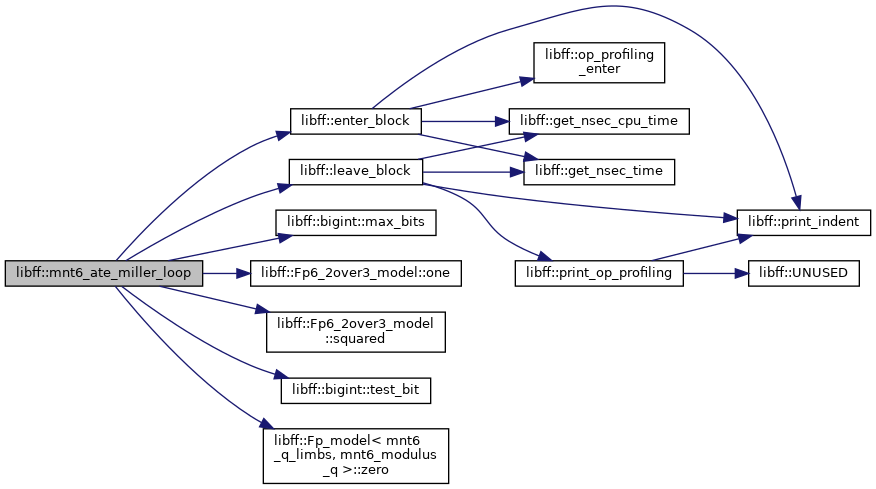 libff::mnt6_ate_miller_loop
libff::enter_block
libff::leave_block
libff::bigint::max_bits
libff::Fp6_2over3_model::one
libff::Fp6_2over3_model
::squared
libff::bigint::test_bit
libff::Fp_model< mnt6
_q_limbs, mnt6_modulus
_q >::zero
libff::op_profiling
_enter
libff::get_nsec_cpu_time
libff::get_nsec_time
libff::print_op_profiling
libff::print_indent
libff::UNUSED